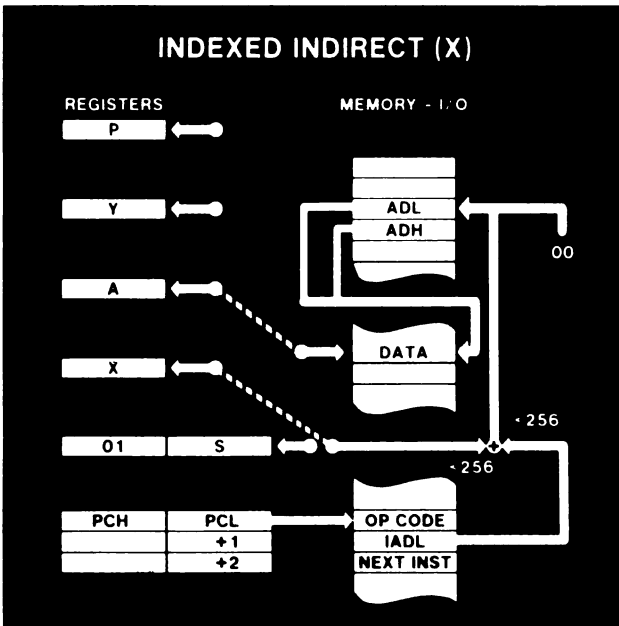 INDEXED INDIRECT (X)
REGISTERS
MEMORY - I/O
P
Y
ADL
ADH
00
A
DATA
X
< 256
01 S
< 256
PCH PCL OP CODE
+1 IADL
+2 NEXT INST
+